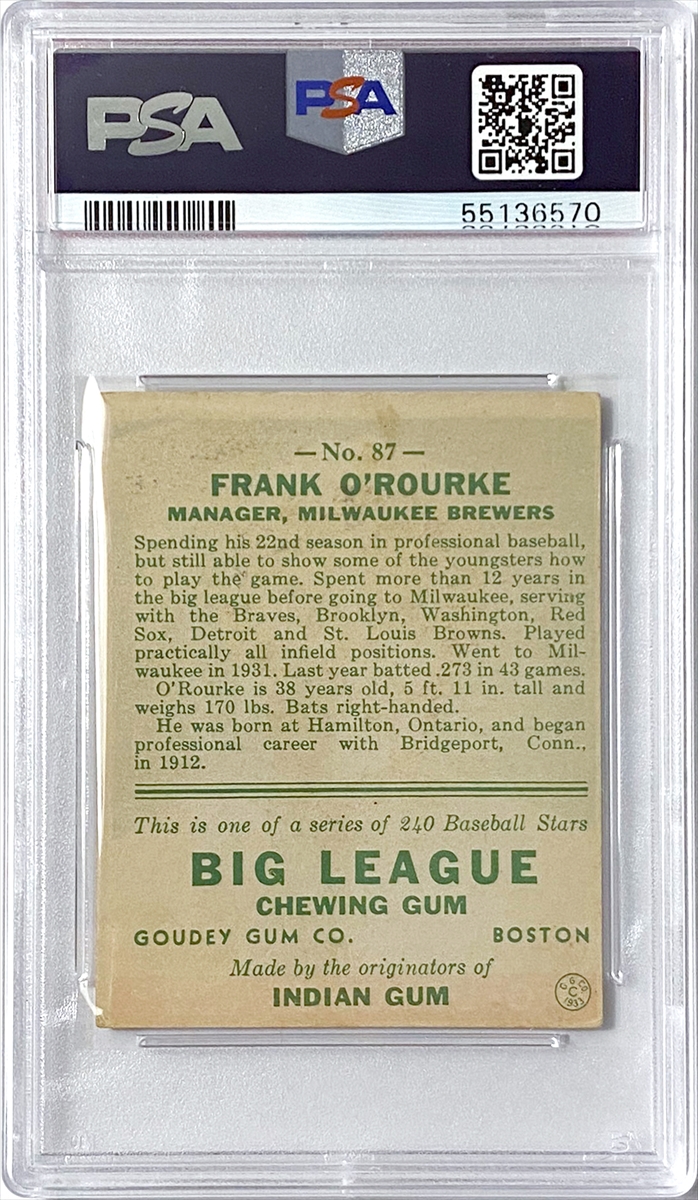 PSA
PSA
55136570
—No. 87—
FRANK O'ROURKE
MANAGER, MILWAUKEE BREWERS
Spending his 22nd season in professional baseball,
but still able to show some of the youngsters how
to play the game. Spent more than 12 years in
the big league before going to Milwaukee, serving
with the Braves, Brooklyn, Washington, Red
Sox, Detroit and St. Louis Browns. Played
practically all infield positions. Went to Mil-
waukee in 1931. Last year batted .273 in 43 games.
O'Rourke is 38 years old, 5 ft. 11 in. tall and
weighs 170 lbs. Bats right-handed.
He was born at Hamilton, Ontario, and began
professional career with Bridgeport, Conn.,
in 1912.
This is one of a series of 240 Baseball Stars
BIG LEAGUE
CHEWING GUM
GOUDEY GUM CO. BOSTON
Made by the originators of
INDIAN GUM
G G CO.
C
1933